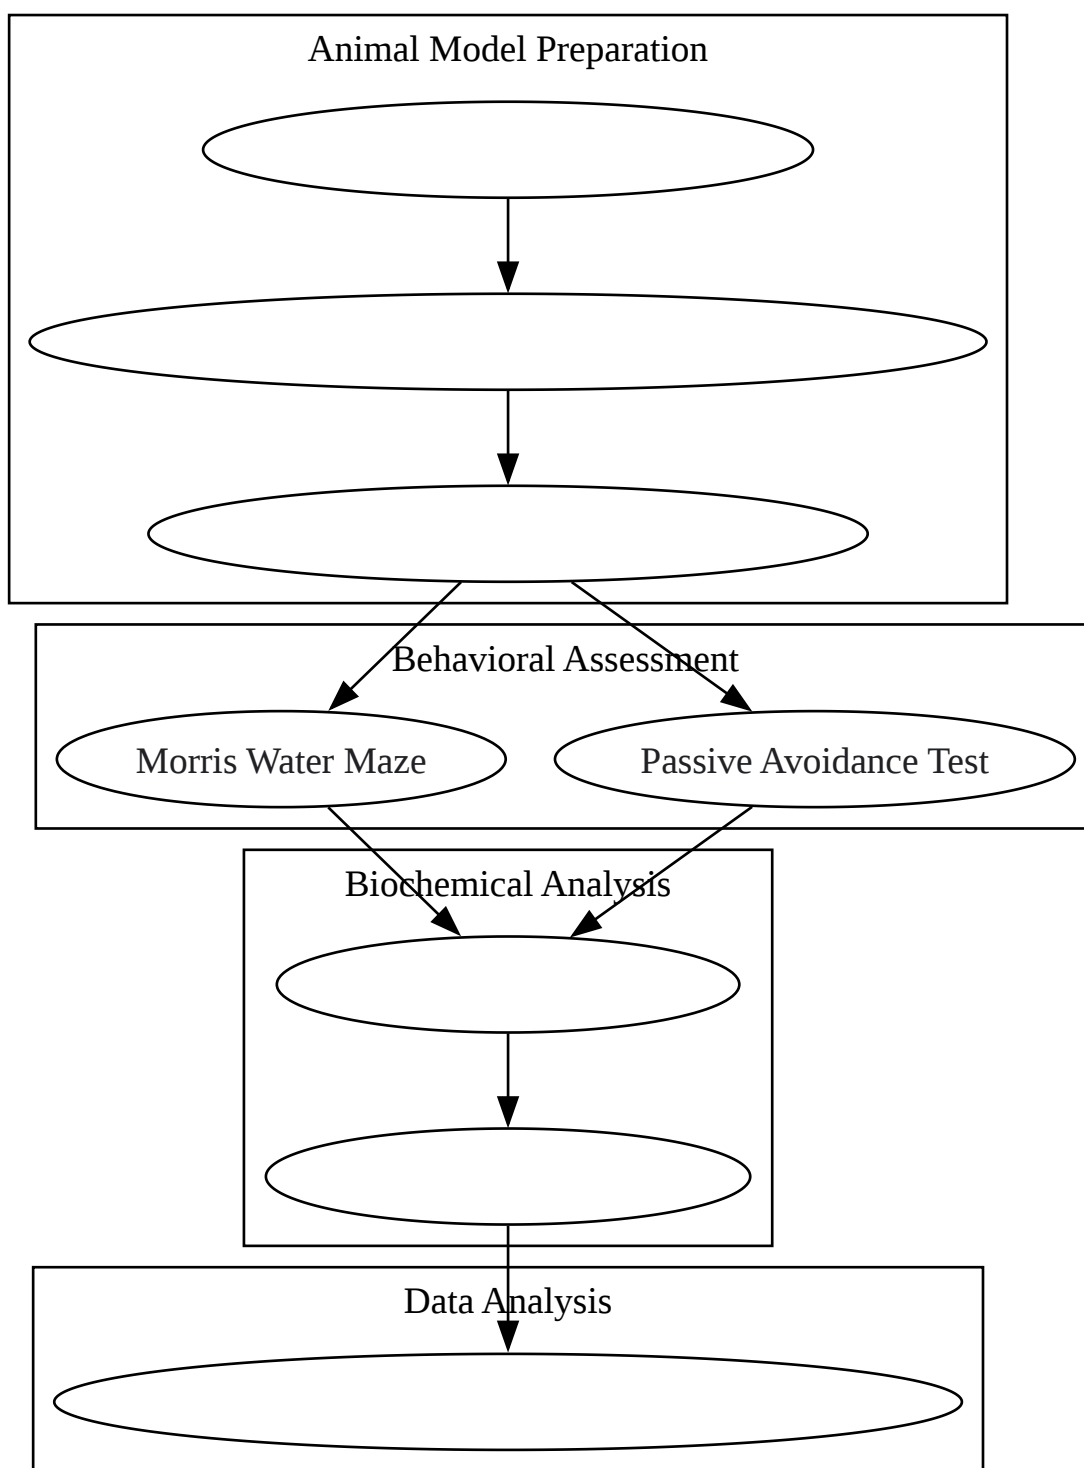 Animal Model Preparation
Behavioral Assessment
Morris Water Maze
Passive Avoidance Test
Biochemical Analysis
Data Analysis